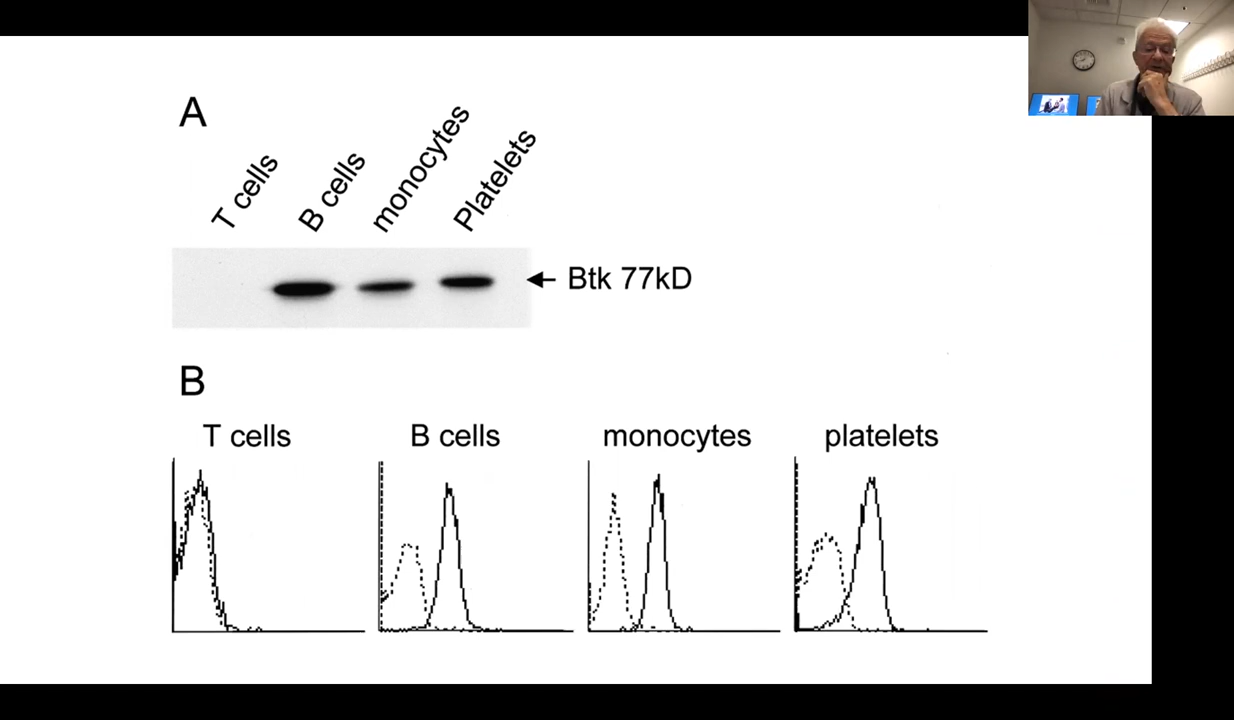 A
T cells
B cells
monocytes
Platelets
Btk 77kD
B
T cells
B cells
monocytes
platelets